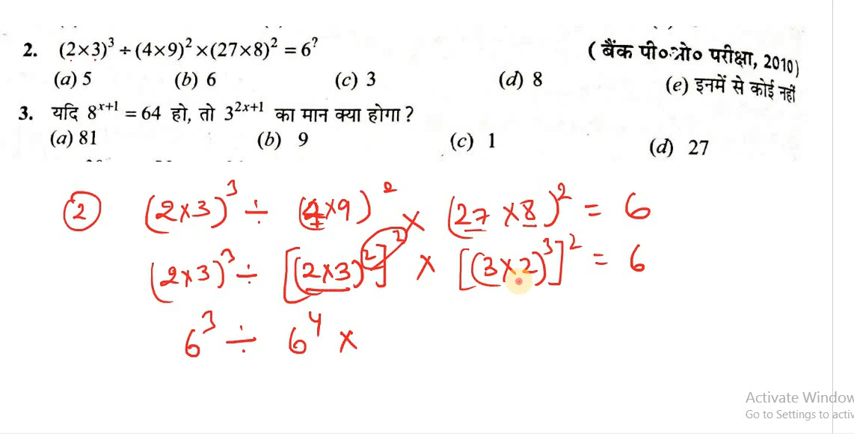 2. (2×3)³ ÷ (4×9)² × (27×8)² = 6^?
( बैंक पी०ओ० परीक्षा, 2010)
(a) 5 (b) 6 (c) 3 (d) 8 (e) इनमें से कोई नहीं
3. यदि 8^{x+1} = 64 हो, तो 3^{2x+1} का मान क्या होगा ?
(a) 81 (b) 9 (c) 1 (d) 27
② (2×3)³ ÷ (4×9)² × (27×8)² = 6
(2×3)³ ÷ [(2×3)²]² × [(3×2)³]² = 6
6³ ÷ 6⁴ ×
Activate Window
Go to Settings to activ